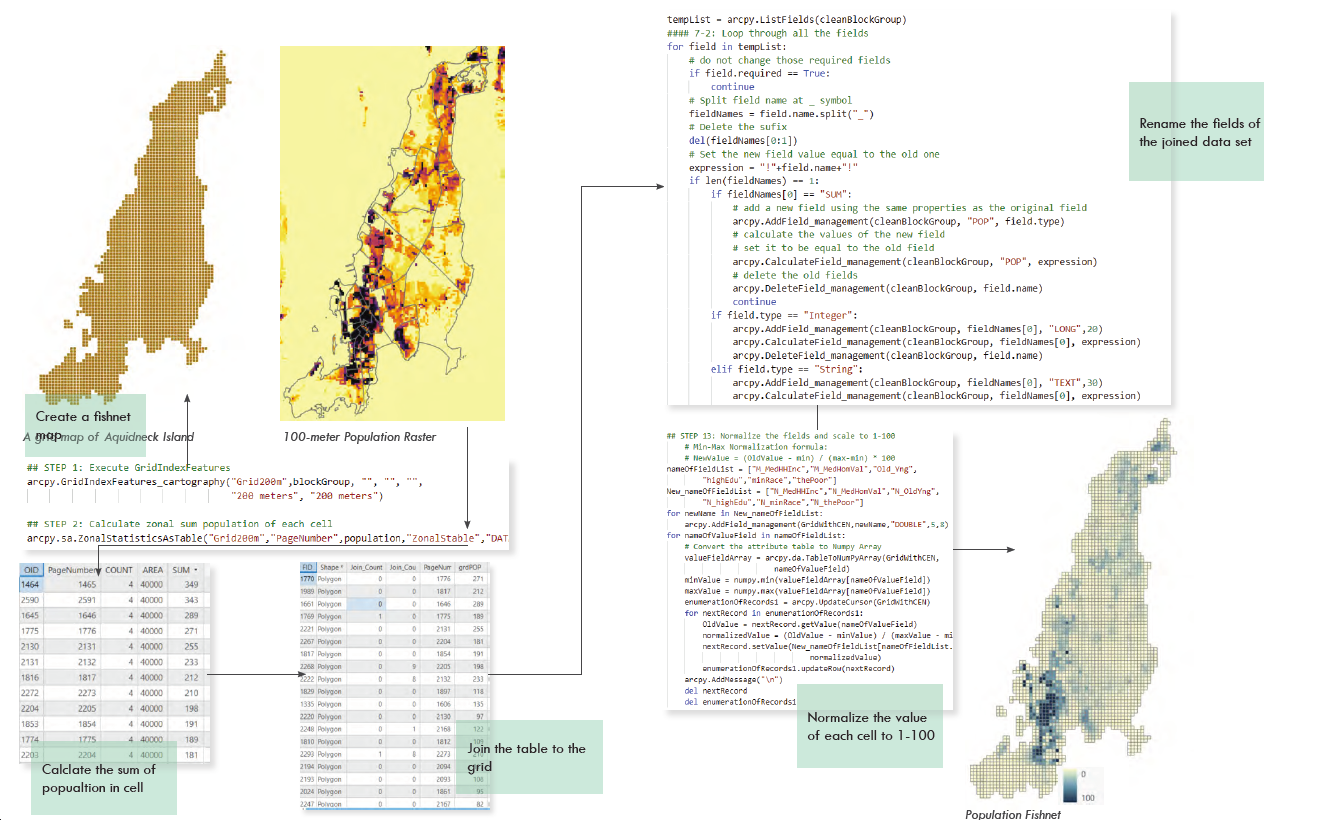 Create a fishnet
map
A grid map of Aquidneck Island
100-meter Population Raster
## STEP 1: Execute GridIndexFeatures
arcpy.GridIndexFeatures_cartography("Grid200m",blockGroup, "", "", "",
"200 meters", "200 meters")
## STEP 2: Calculate zonal sum population of each cell
arcpy.sa.ZonalStatisticsAsTable("Grid200m","PageNumber",population,"ZonalStable","DAT
OID PageNumber COUNT AREA SUM
1464 1465 4 40000 349
2590 2591 4 40000 343
1645 1646 4 40000 289
1775 1776 4 40000 271
2130 2131 4 40000 255
2131 2132 4 40000 233
1816 1817 4 40000 212
2272 2273 4 40000 210
2204 2205 4 40000 198
1853 1854 4 40000 191
1774 1775 4 40000 189
2203 2204 4 40000 181
Calclate the sum of
popualtion in cell
FID Shape * Join_Count Join_Cou PageNum grdPOP
1770 Polygon 0 0 1776 271
1989 Polygon 0 0 1817 212
1661 Polygon 0 0 1646 289
1769 Polygon 1 0 1775 189
2221 Polygon 0 0 2131 255
2267 Polygon 0 0 2204 181
1817 Polygon 0 0 1854 191
2268 Polygon 0 9 2205 198
2222 Polygon 0 8 2132 233
1829 Polygon 0 0 1897 118
1335 Polygon 0 0 1606 135
2220 Polygon 0 0 2130 97
2248 Polygon 0 1 2168 122
1810 Polygon 0 0 1812
2293 Polygon 1 8 2273
2194 Polygon 0 0 2094
2193 Polygon 0 0 2093
2024 Polygon 0 0 1861 95
2247 Polygon 0 0 2167 82
Join the table to the
grid
tempList = arcpy.ListFields(cleanBlockGroup)
#### 7-2: Loop through all the fields
for field in tempList:
# do not change those required fields
if field.required == True:
continue
# Split field name at _ symbol
fieldNames = field.name.split("_")
# Delete the sufix
del(fieldNames[0:1])
# Set the new field value equal to the old one
expression = "!"+field.name+"!"
if len(fieldNames) == 1:
if fieldNames[0] == "SUM":
# add a new field using the same properties as the original field
arcpy.AddField_management(cleanBlockGroup, "POP", field.type)
# calculate the values of the new field
# set it to be equal to the old field
arcpy.CalculateField_management(cleanBlockGroup, "POP", expression)
# delete the old fields
arcpy.DeleteField_management(cleanBlockGroup, field.name)
continue
if field.type == "Integer":
arcpy.AddField_management(cleanBlockGroup, fieldNames[0], "LONG",20)
arcpy.CalculateField_management(cleanBlockGroup, fieldNames[0], expression)
arcpy.DeleteField_management(cleanBlockGroup, field.name)
elif field.type == "String":
arcpy.AddField_management(cleanBlockGroup, fieldNames[0], "TEXT",30)
arcpy.CalculateField_management(cleanBlockGroup, fieldNames[0], expression)
Rename the fields of
the joined data set
## STEP 13: Normalize the fields and scale to 1-100
# Min-Max Normalization formula:
# NewValue = (OldValue - min) / (max-min) * 100
nameOfFieldList = ["M_MedHHInc","M_MedHomVal","Old_Yng",
"highEdu","minRace","thePoor"]
New_nameOfFieldList = ["N_MedHHInc","N_MedHomVal","N_OldYng",
"N_highEdu","N_minRace","N_thePoor"]
for newName in New_nameOfFieldList:
arcpy.AddField_management(GridWithCEN,newName,"DOUBLE",5,8)
for nameOfValueField in nameOfFieldList:
# Convert the attribute table to Numpy Array
valueFieldArray = arcpy.da.TableToNumPyArray(GridWithCEN,
nameOfValueField)
minValue = numpy.min(valueFieldArray[nameOfValueField])
maxValue = numpy.max(valueFieldArray[nameOfValueField])
enumerationOfRecords1 = arcpy.UpdateCursor(GridWithCEN)
for nextRecord in enumerationOfRecords1:
OldValue = nextRecord.getValue(nameOfValueField)
normalizedValue = (OldValue - minValue) / (maxValue - mi
nextRecord.setValue(New_nameOfFieldList[nameOfFieldList.
normalizedValue)
enumerationOfRecords1.updateRow(nextRecord)
arcpy.AddMessage("\n")
del nextRecord
del enumerationOfRecords1
Normalize the value
of each cell to 1-100
0
100
Population Fishnet